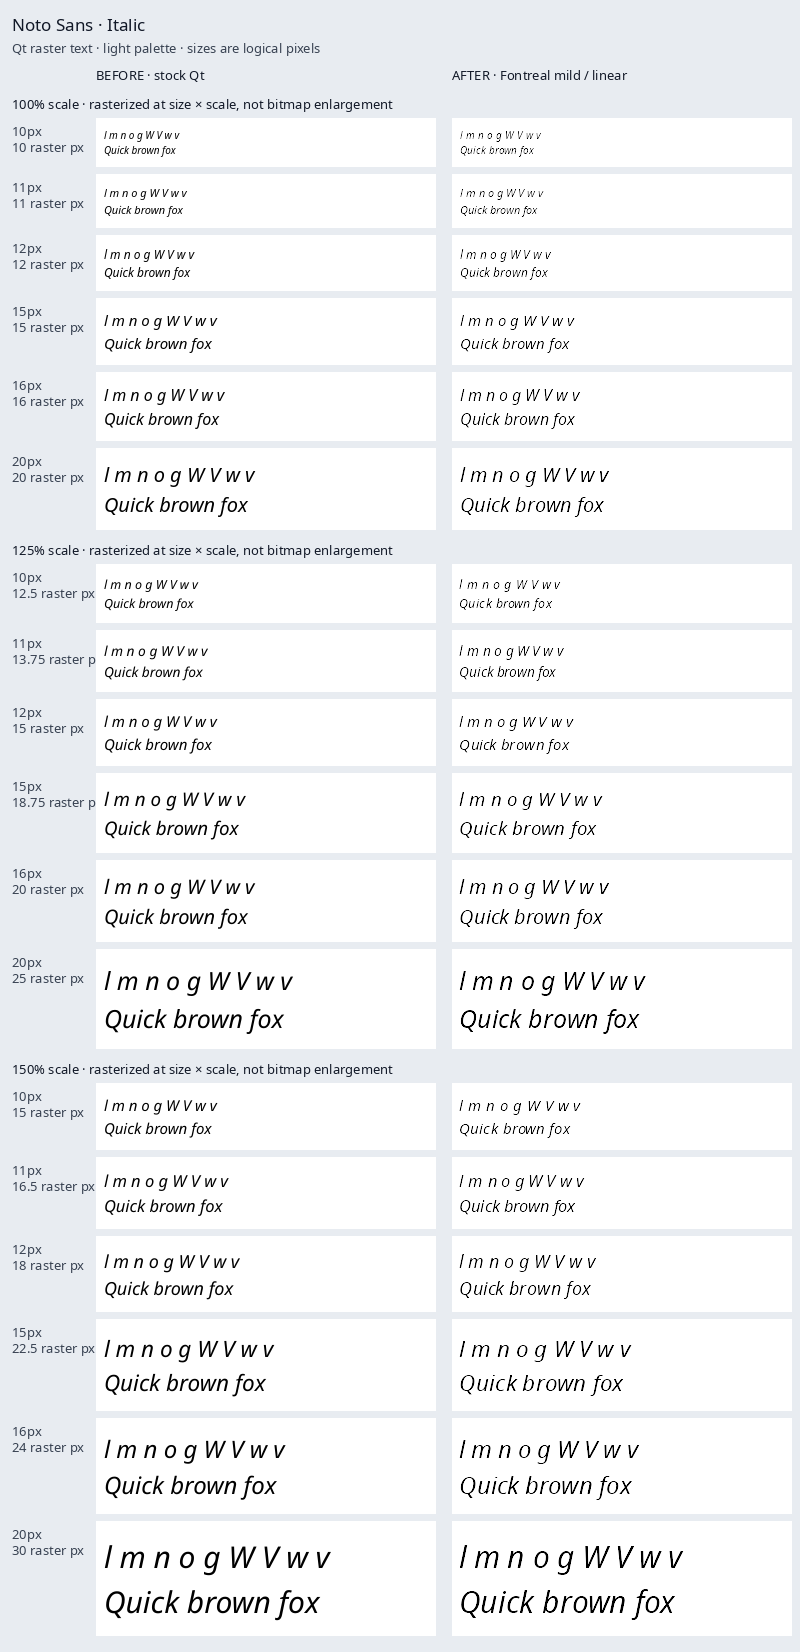 Noto Sans · Italic
Qt raster text · light palette · sizes are logical pixels
BEFORE · stock Qt AFTER · Fontreal mild / linear
100% scale · rasterized at size × scale, not bitmap enlargement
10px
10 raster px
l m n o g W V w v l m n o g W V w v
Quick brown fox Quick brown fox
11px
11 raster px
l m n o g W V w v l m n o g W V w v
Quick brown fox Quick brown fox
12px
12 raster px
l m n o g W V w v l m n o g W V w v
Quick brown fox Quick brown fox
15px
15 raster px
l m n o g W V w v l m n o g W V w v
Quick brown fox Quick brown fox
16px
16 raster px
l m n o g W V w v l m n o g W V w v
Quick brown fox Quick brown fox
20px
20 raster px
l m n o g W V w v l m n o g W V w v
Quick brown fox Quick brown fox
125% scale · rasterized at size × scale, not bitmap enlargement
10px
12.5 raster px
l m n o g W V w v l m n o g W V w v
Quick brown fox Quick brown fox
11px
13.75 raster p
l m n o g W V w v l m n o g W V w v
Quick brown fox Quick brown fox
12px
15 raster px
l m n o g W V w v l m n o g W V w v
Quick brown fox Quick brown fox
15px
18.75 raster p
l m n o g W V w v l m n o g W V w v
Quick brown fox Quick brown fox
16px
20 raster px
l m n o g W V w v l m n o g W V w v
Quick brown fox Quick brown fox
20px
25 raster px
l m n o g W V w v l m n o g W V w v
Quick brown fox Quick brown fox
150% scale · rasterized at size × scale, not bitmap enlargement
10px
15 raster px
l m n o g W V w v l m n o g W V w v
Quick brown fox Quick brown fox
11px
16.5 raster px
l m n o g W V w v l m n o g W V w v
Quick brown fox Quick brown fox
12px
18 raster px
l m n o g W V w v l m n o g W V w v
Quick brown fox Quick brown fox
15px
22.5 raster px
l m n o g W V w v l m n o g W V w v
Quick brown fox Quick brown fox
16px
24 raster px
l m n o g W V w v l m n o g W V w v
Quick brown fox Quick brown fox
20px
30 raster px
l m n o g W V w v l m n o g W V w v
Quick brown fox Quick brown fox